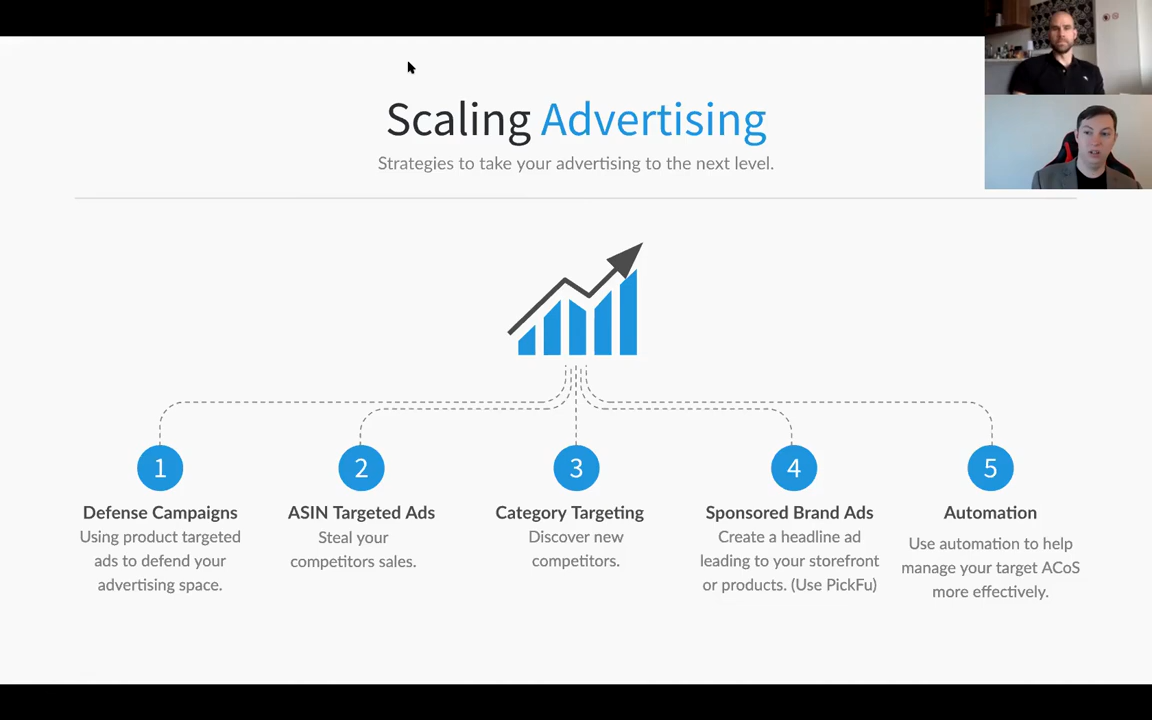 Scaling Advertising
Strategies to take your advertising to the next level.
1
Defense Campaigns
Using product targeted
ads to defend your
advertising space.
2
ASIN Targeted Ads
Steal your
competitors sales.
3
Category Targeting
Discover new
competitors.
4
Sponsored Brand Ads
Create a headline ad
leading to your storefront
or products. (Use PickFu)
5
Automation
Use automation to help
manage your target ACoS
more effectively.